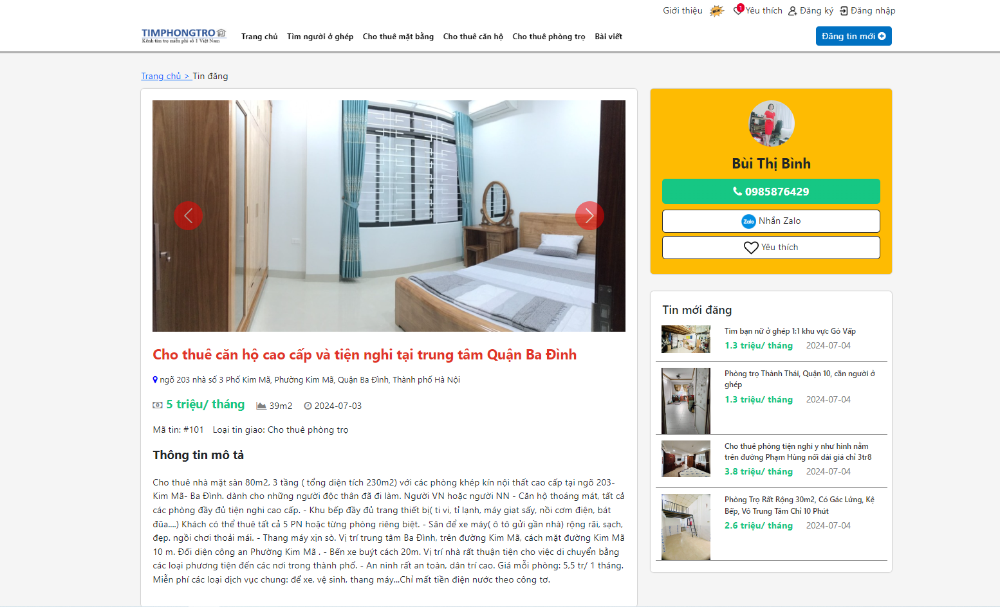 Giới thiệu NEW 1 Yêu thích Đăng ký Đăng nhập
TIMPHONGTRO
Kênh tìm trọ miễn phí số 1 Việt Nam
Trang chủ Tìm người ở ghép Cho thuê mặt bằng Cho thuê căn hộ Cho thuê phòng trọ Bài viết
Đăng tin mới
Trang chủ > Tin đăng
Bùi Thị Bình
0985876429
Zalo Nhắn Zalo
Yêu thích
Cho thuê căn hộ cao cấp và tiện nghi tại trung tâm Quận Ba Đình
ngõ 203 nhà số 3 Phố Kim Mã, Phường Kim Mã, Quận Ba Đình, Thành phố Hà Nội
5 triệu/ tháng 39m2 2024-07-03
Mã tin: #101 Loại tin giao: Cho thuê phòng trọ
Thông tin mô tả
Cho thuê nhà mặt sàn 80m2, 3 tầng ( tổng diện tích 230m2) với các phòng khép kín nội thất cao cấp tại ngõ 203-
Kim Mã- Ba Đình. dành cho những người độc thân đã đi làm. Người VN hoặc người NN - Căn hộ thoáng mát, tất cả
các phòng đầy đủ tiện nghi cao cấp. - Khu bếp đầy đủ trang thiết bị( ti vi, tỉ lạnh, máy giạt sấy, nồi cơm điện, bát
đũa....) Khách có thể thuê tất cả 5 PN hoặc từng phòng riêng biệt. - Sân để xe máy( ô tô gửi gần nhà) rộng rãi, sạch,
đẹp. ngồi chơi thoải mái. - Thang máy xịn sò. Vị trí trung tâm Ba Đình, trên đường Kim Mã, cách mặt đường Kim Mã
10 m. Đối diện công an Phường Kim Mã . - Bến xe buýt cách 20m. Vị trí nhà rất thuận tiện cho việc di chuyển bằng
các loại phương tiện đến các nơi trong thành phố. - An ninh rất an toàn, dân trí cao. Giá mỗi phòng: 5,5 tr/ 1 tháng.
Miễn phí các loại dịch vục chung: để xe, vệ sinh, thang máy...Chỉ mất tiền điện nước theo công tơ.
Tin mới đăng
Tìm bạn nữ ở ghép 1:1 khu vực Gò Vấp
1.3 triệu/ tháng 2024-07-04
Phòng trọ Thành Thái, Quận 10, cần người ở
ghép
1.3 triệu/ tháng 2024-07-04
Cho thuê phòng tiện nghi y như hình nằm
trên đường Phạm Hùng nối dài giá chỉ 3tr8
3.8 triệu/ tháng 2024-07-04
Phòng Trọ Rất Rộng 30m2, Có Gác Lửng, Kệ
Bếp, Vô Trung Tâm Chỉ 10 Phút
2.6 triệu/ tháng 2024-07-04